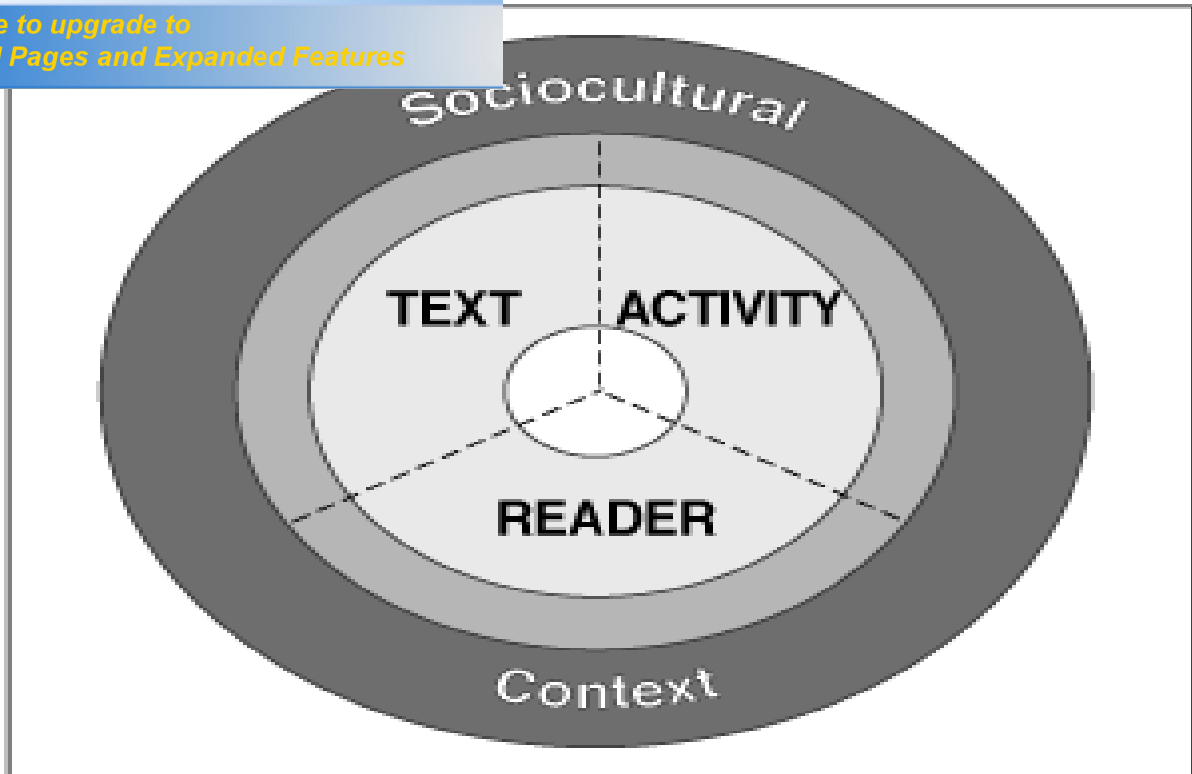 e to upgrade to
Pages and Expanded Features
Sociocultural
TEXT ACTIVITY
READER
Context